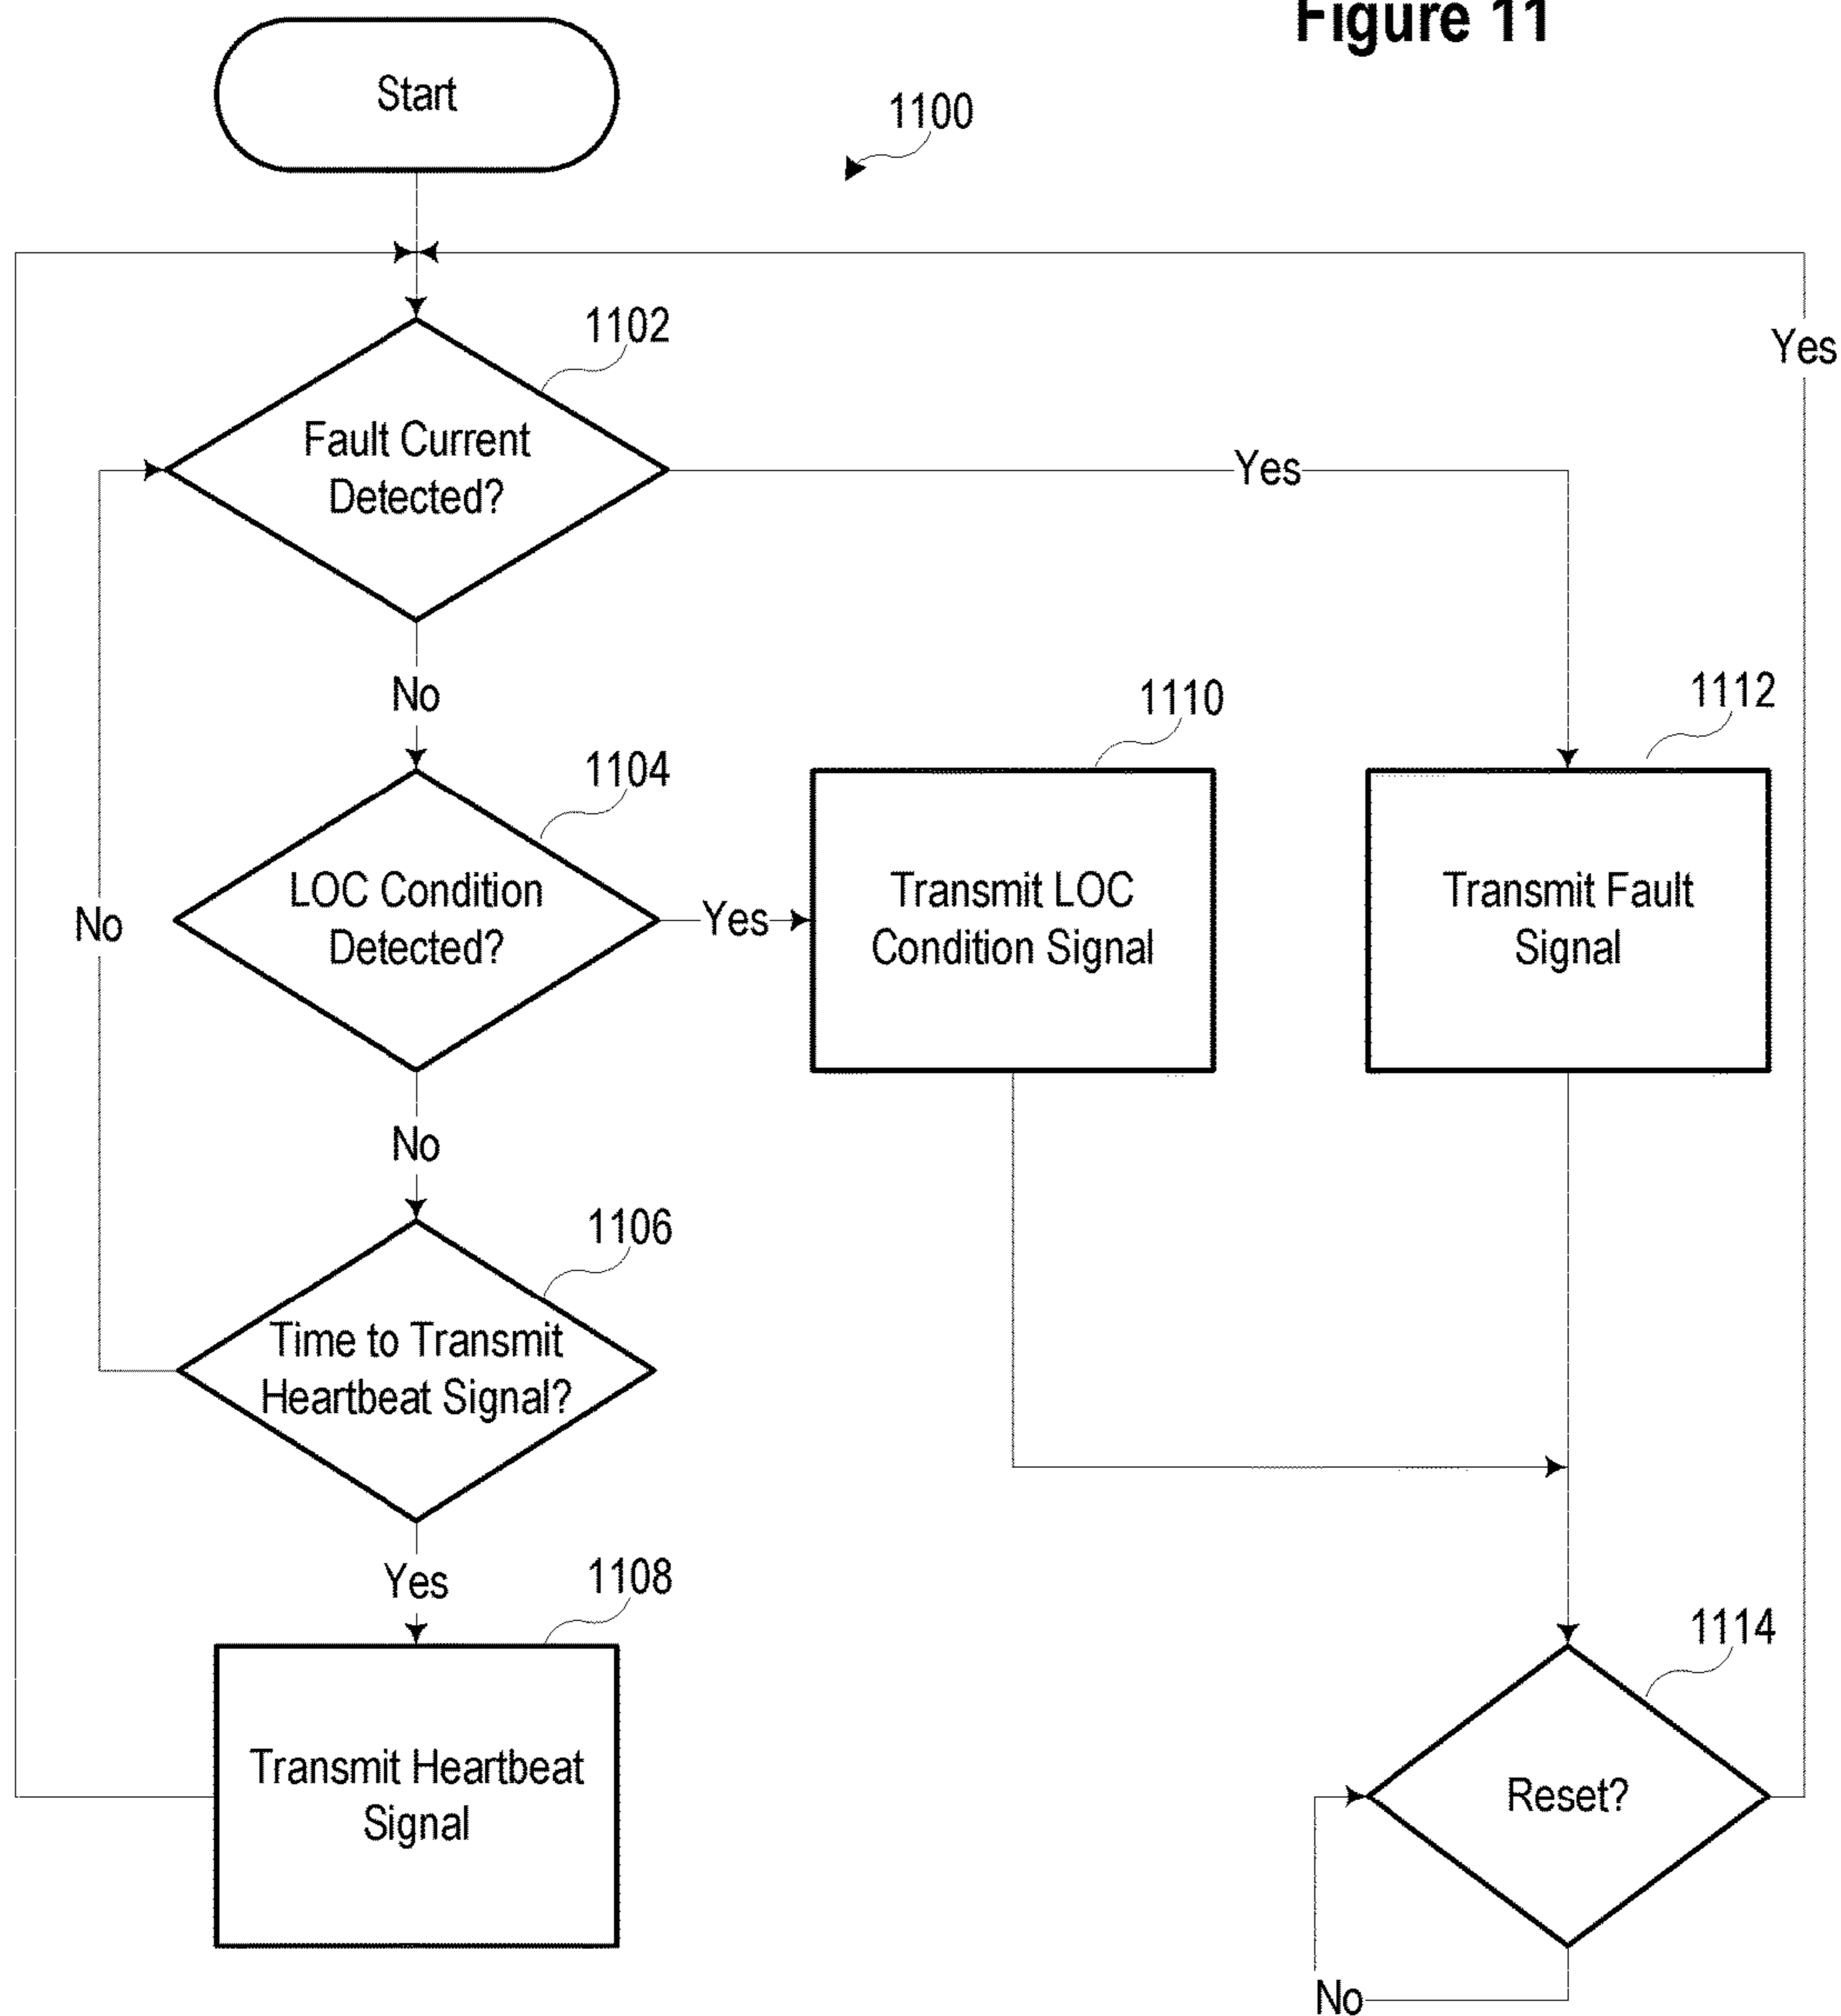 Figure 11
Start
1100
1102
Fault Current
Detected?
Yes
Yes
No
1104
LOC Condition
Detected?
Yes
1110
Transmit LOC
Condition Signal
1112
Transmit Fault
Signal
No
No
1106
Time to Transmit
Heartbeat Signal?
Yes
1108
Transmit Heartbeat
Signal
1114
Reset?
No